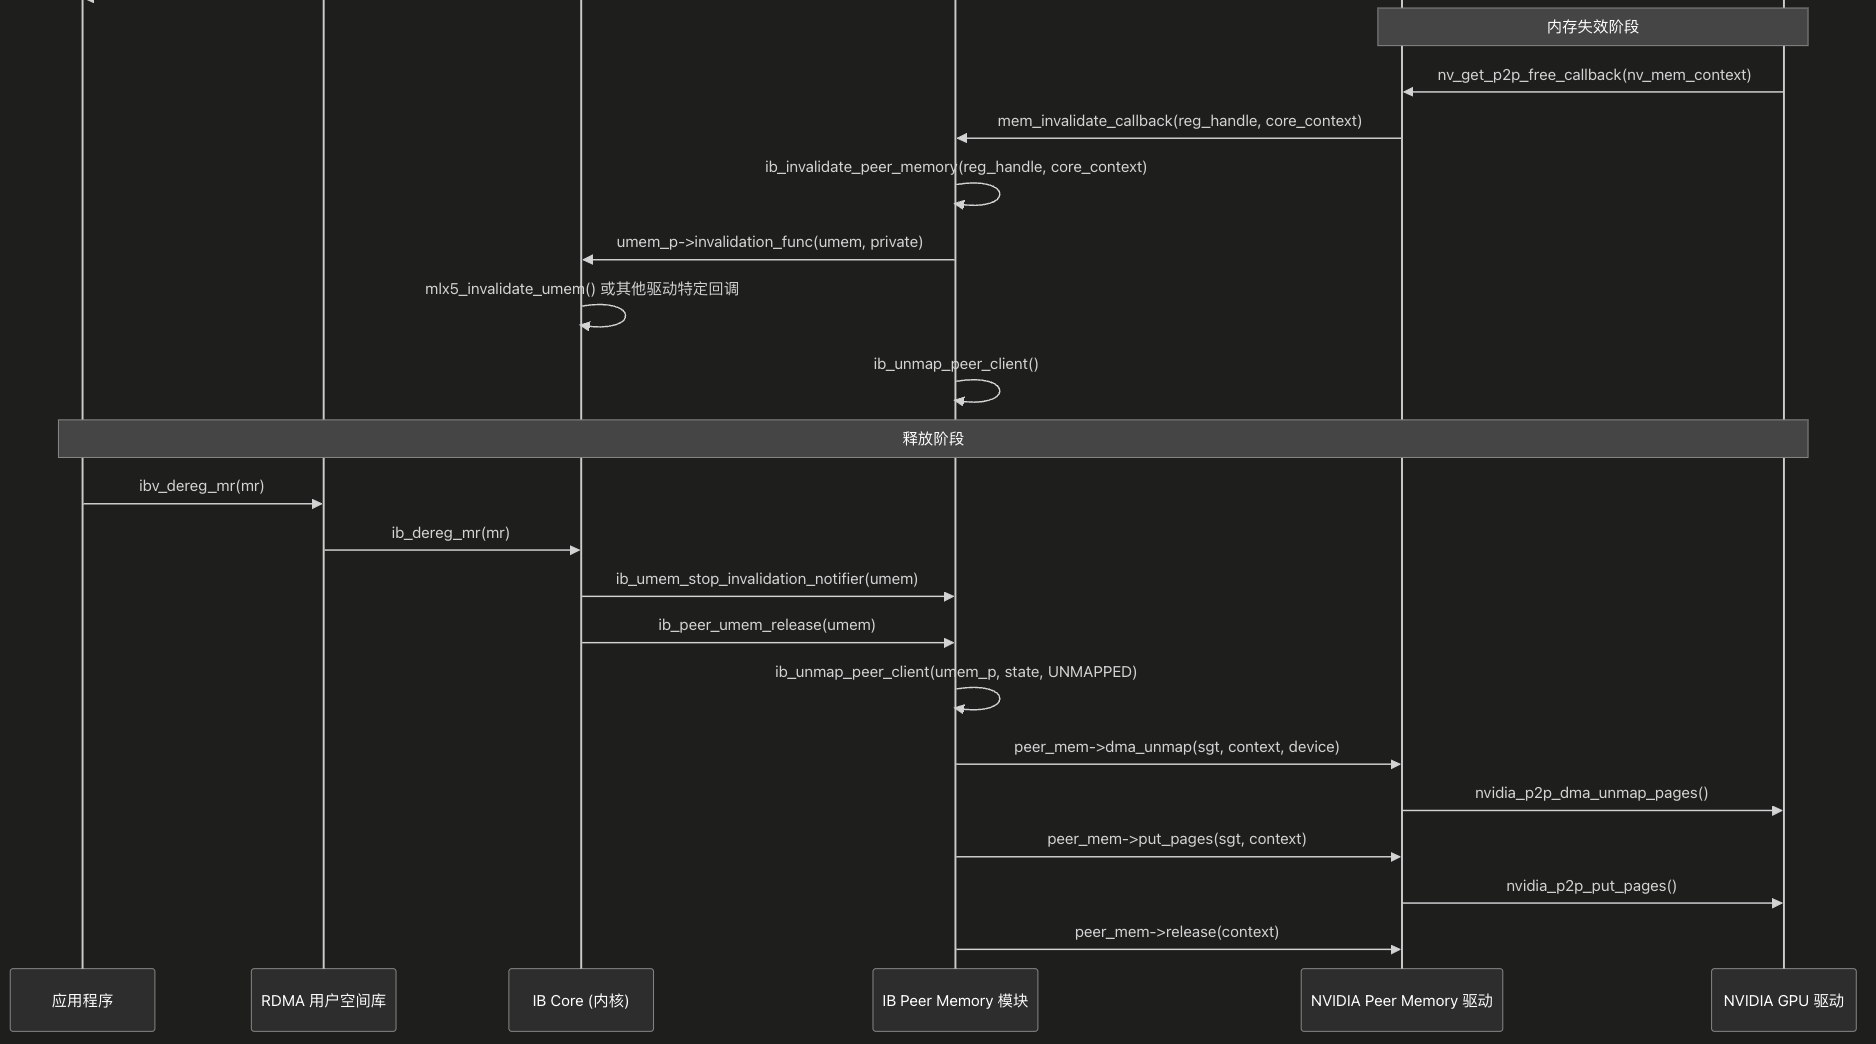 内存失效阶段
nv_get_p2p_free_callback(nv_mem_context)
mem_invalidate_callback(reg_handle, core_context)
ib_invalidate_peer_memory(reg_handle, core_context)
umem_p->invalidation_func(umem, private)
mlx5_invalidate_umem() 或其他驱动特定回调
ib_unmap_peer_client()
释放阶段
ibv_dereg_mr(mr)
ib_dereg_mr(mr)
ib_umem_stop_invalidation_notifier(umem)
ib_peer_umem_release(umem)
ib_unmap_peer_client(umem_p, state, UNMAPPED)
peer_mem->dma_unmap(sgt, context, device)
nvidia_p2p_dma_unmap_pages()
peer_mem->put_pages(sgt, context)
nvidia_p2p_put_pages()
peer_mem->release(context)
应用程序
RDMA 用户空间库
IB Core (内核)
IB Peer Memory 模块
NVIDIA Peer Memory 驱动
NVIDIA GPU 驱动